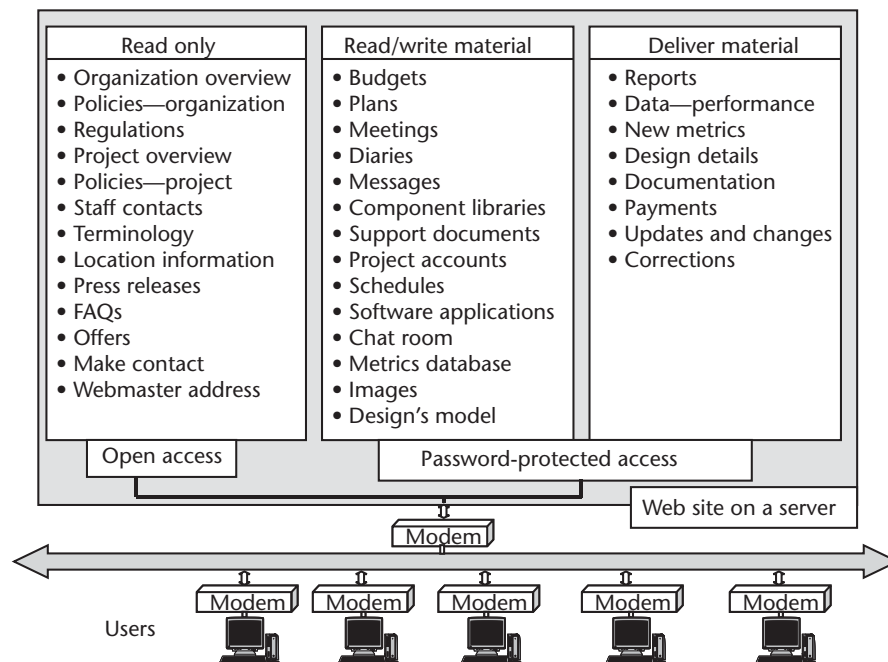 Read only
• Organization overview
• Policies—organization
• Regulations
• Project overview
• Policies—project
• Staff contacts
• Terminology
• Location information
• Press releases
• FAQs
• Offers
• Make contact
• Webmaster address
Read/write material
• Budgets
• Plans
• Meetings
• Diaries
• Messages
• Component libraries
• Support documents
• Project accounts
• Schedules
• Software applications
• Chat room
• Metrics database
• Images
• Design's model
Deliver material
• Reports
• Data—performance
• New metrics
• Design details
• Documentation
• Payments
• Updates and changes
• Corrections
Open access
Password-protected access
Web site on a server
Modem
Modem
Modem
Modem
Modem
Modem
Users